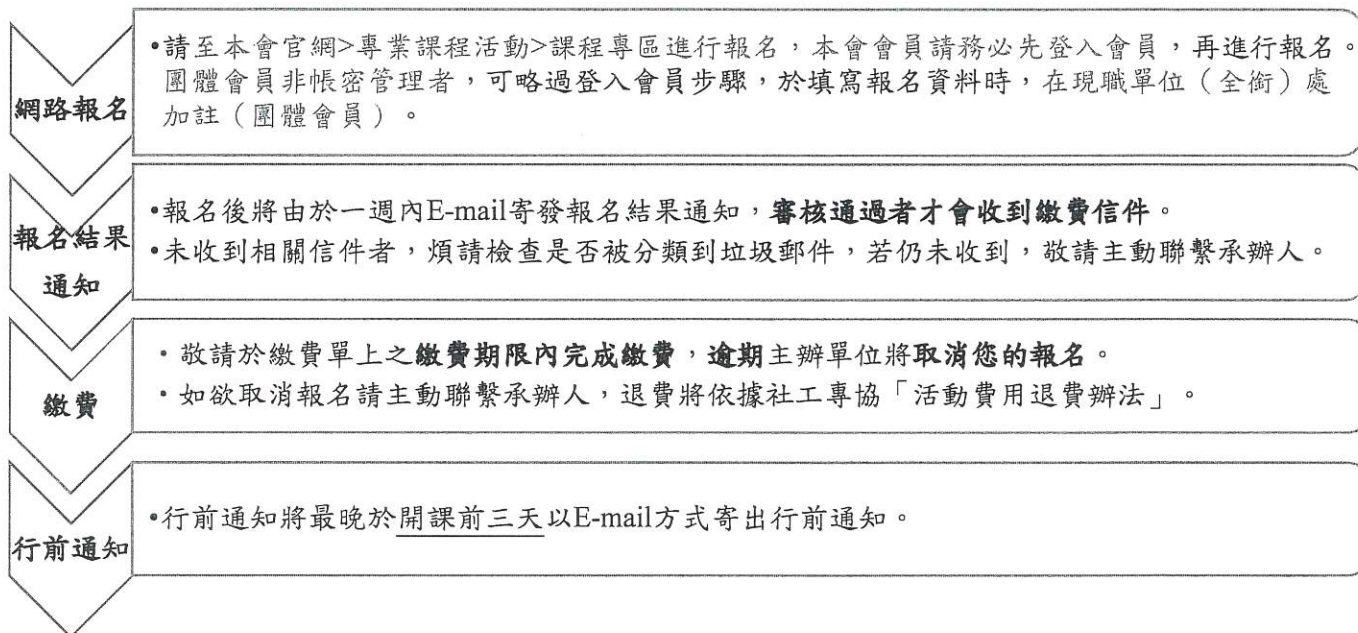 網路報名
•請至本會官網>專業課程活動>課程專區進行報名，本會會員請務必先登入會員，再進行報名。
團體會員非帳密管理者，可略過登入會員步驟，於填寫報名資料時，在現職單位（全銜）處
加註（團體會員）。
報名結果
通知
•報名後將由於一週內E-mail寄發報名結果通知，審核通過者才會收到繳費信件。
•未收到相關信件者，煩請檢查是否被分類到垃圾郵件，若仍未收到，敬請主動聯繫承辦人。
繳費
•敬請於繳費單上之繳費期限內完成繳費，逾期主辦單位將取消您的報名。
•如欲取消報名請主動聯繫承辦人，退費將依據社工專協「活動費用退費辦法」。
行前通知
•行前通知將最晚於開課前三天以E-mail方式寄出行前通知。